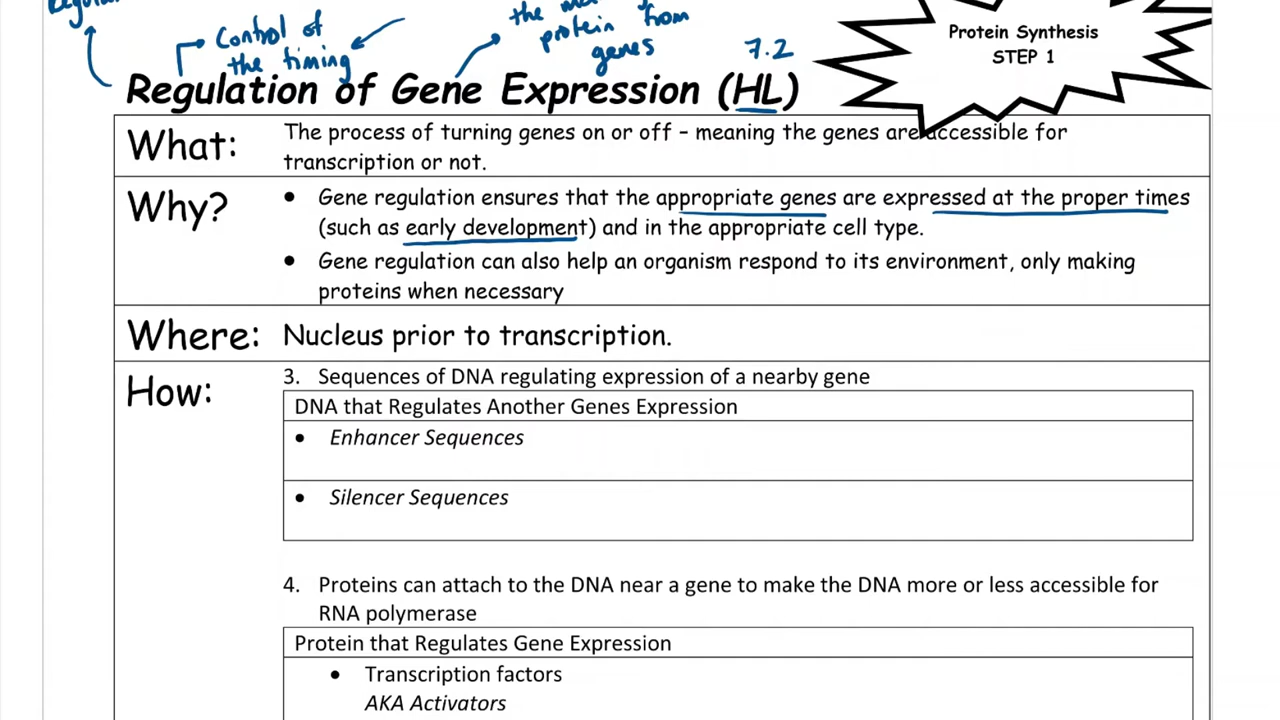 the
Control of
the timing
protein from
genes
7.2
Protein Synthesis
STEP 1
Regulation of Gene Expression (HL)
What:
The process of turning genes on or off – meaning the genes are accessible for
transcription or not.
Why?
• Gene regulation ensures that the appropriate genes are expressed at the proper times
(such as early development) and in the appropriate cell type.
• Gene regulation can also help an organism respond to its environment, only making
proteins when necessary
Where:
Nucleus prior to transcription.
How:
3. Sequences of DNA regulating expression of a nearby gene
DNA that Regulates Another Genes Expression
• Enhancer Sequences
• Silencer Sequences
4. Proteins can attach to the DNA near a gene to make the DNA more or less accessible for
RNA polymerase
Protein that Regulates Gene Expression
• Transcription factors
AKA Activators